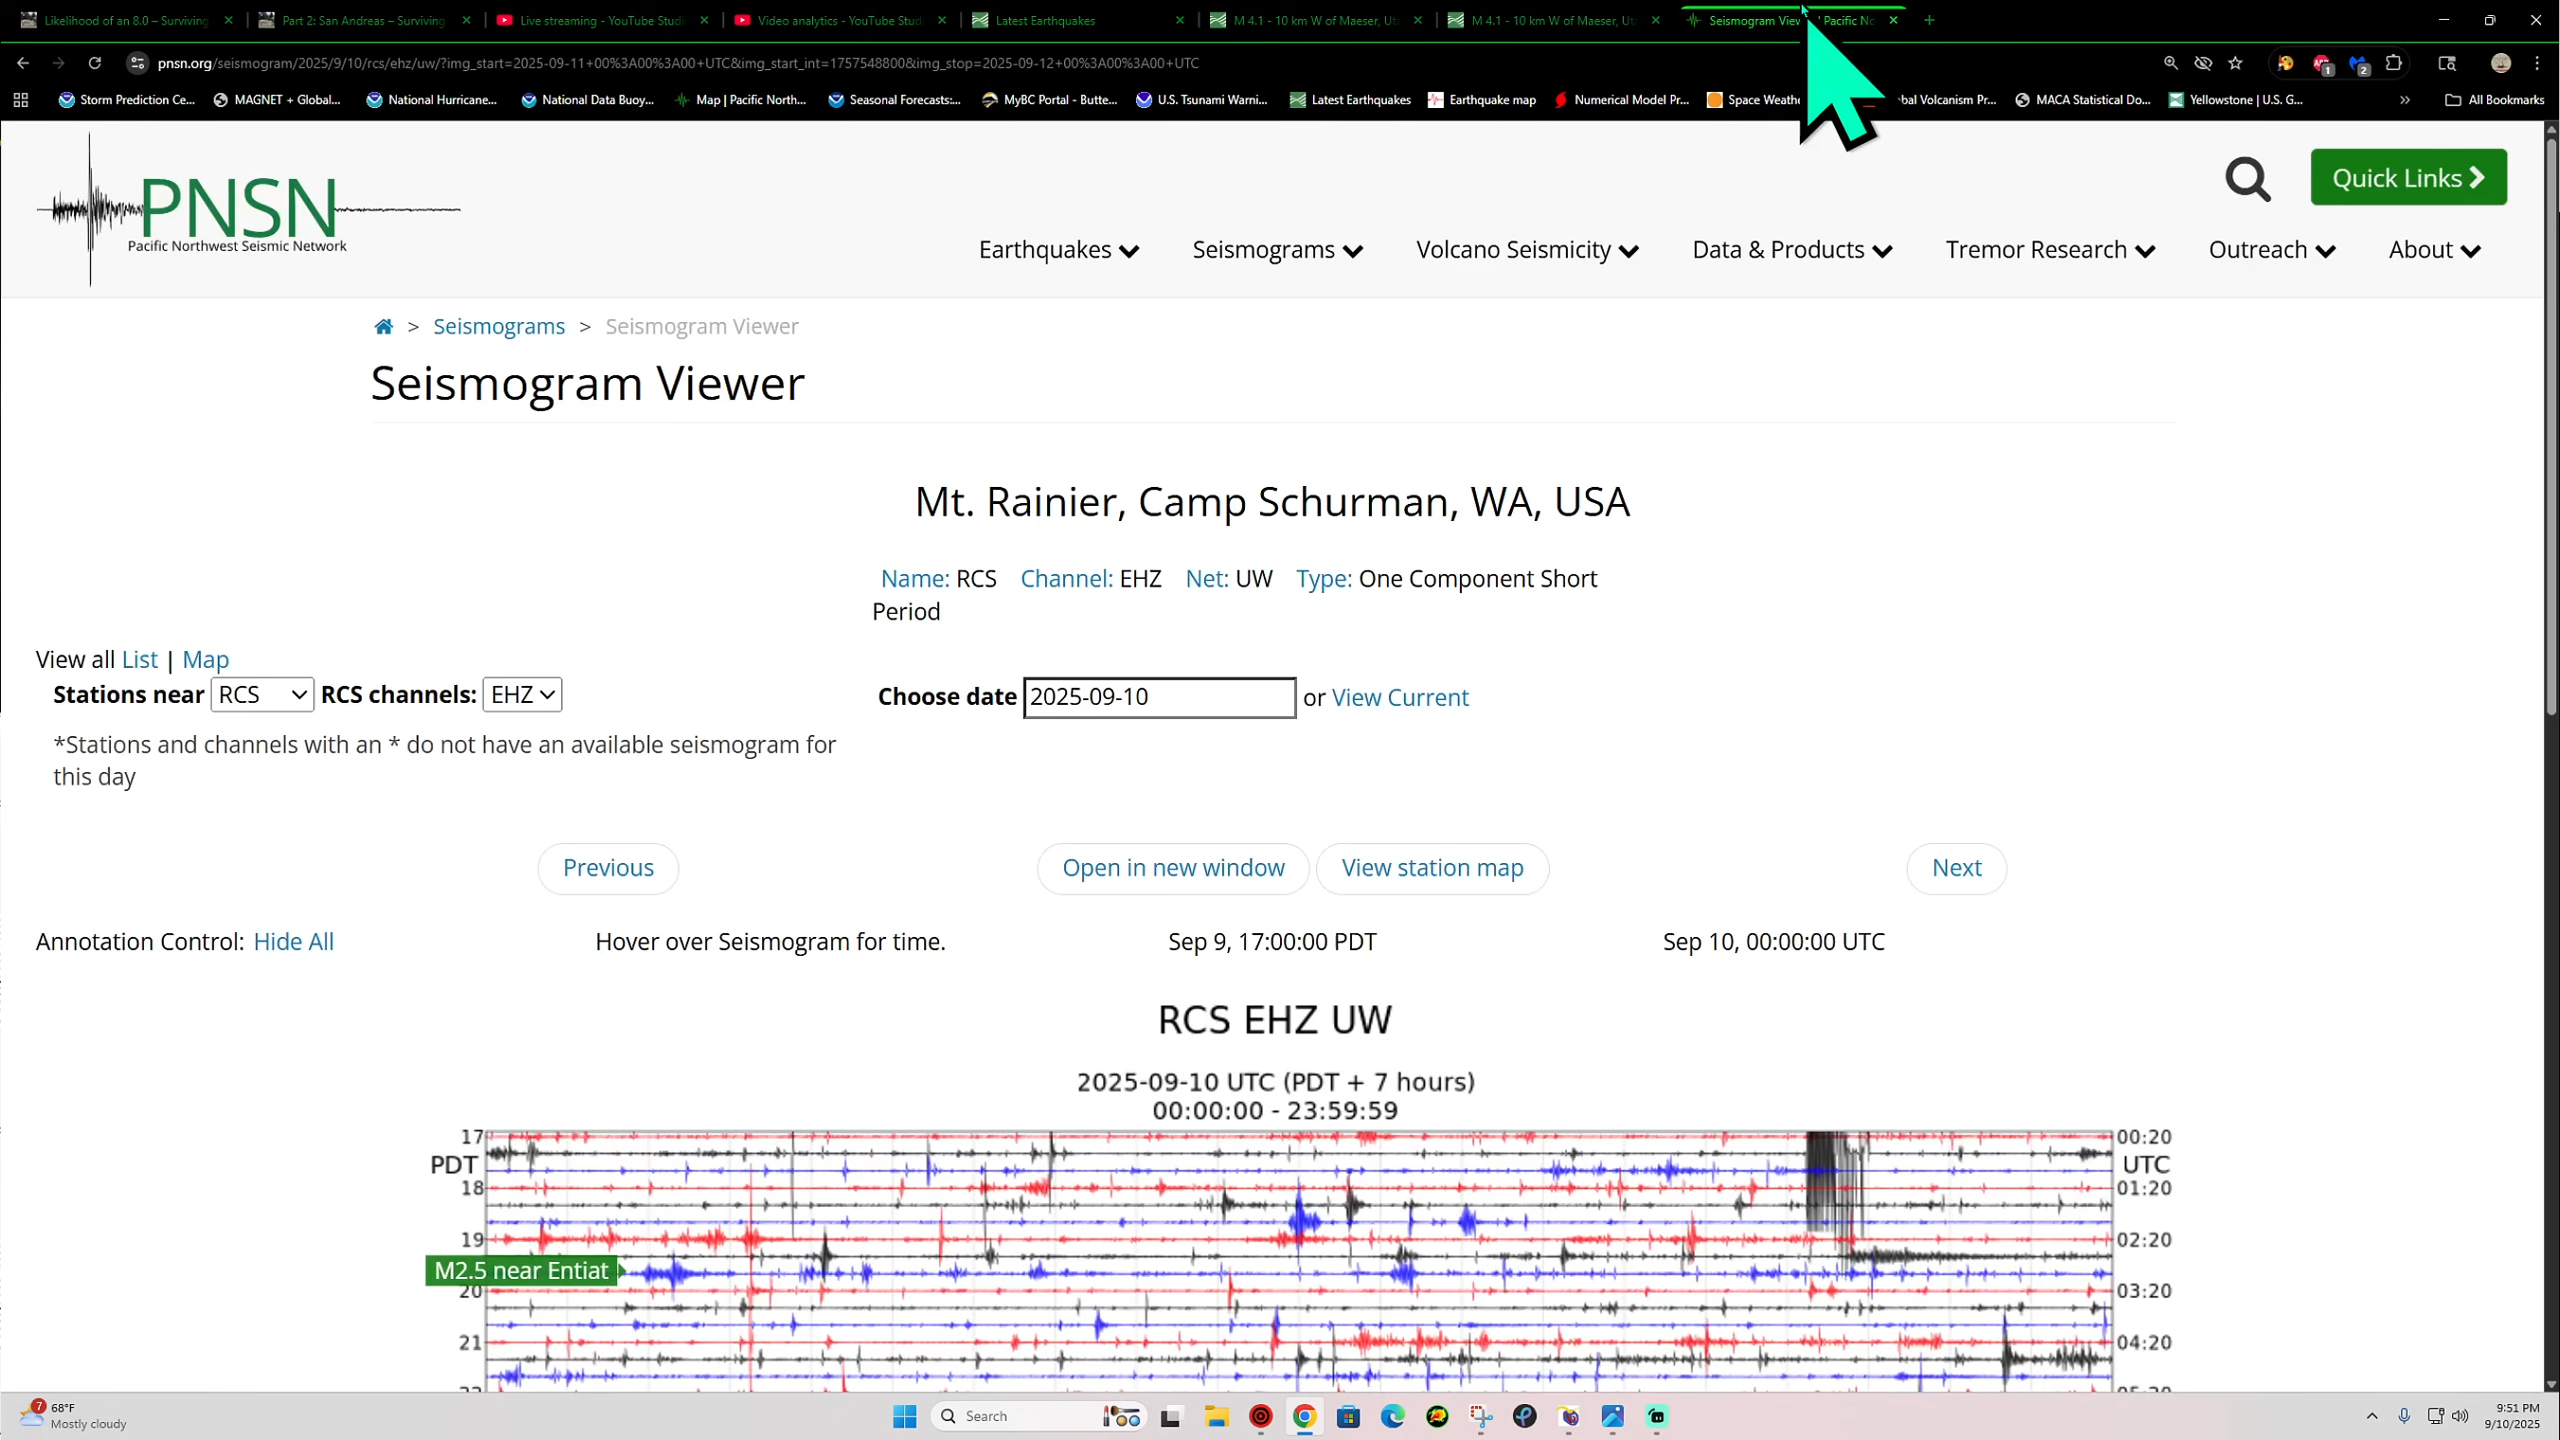 Likelihood of an 8.0 – Surviving
Part 2: San Andreas – Surviving
Live streaming - YouTube Studi
Video analytics - YouTube Stud
Latest Earthquakes
M 4.1 - 10 km W of Maeser, Ut
M 4.1 - 10 km W of Maeser, Ut
Seismogram View
Pacific No
pnsn.org/seismogram/2025/9/10/rcs/ehz/uw/?img_start=2025-09-11+00%3A00%3A00+UTC&img_start_int=1757548800&img_stop=2025-09-12+00%3A00%3A00+UTC
1
2
Storm Prediction Ce...
MAGNET + Global...
National Hurricane...
National Data Buoy...
Map | Pacific North...
Seasonal Forecasts:...
MyBC Portal - Butte...
U.S. Tsunami Warni...
Latest Earthquakes
Earthquake map
Numerical Model Pr...
Space Weathe
bal Volcanism Pr...
MACA Statistical Do...
Yellowstone | U.S. G...
»
All Bookmarks
PNSN
Pacific Northwest Seismic Network
Quick Links
Earthquakes
Seismograms
Volcano Seismicity
Data & Products
Tremor Research
Outreach
About
> Seismograms > Seismogram Viewer
Seismogram Viewer
Mt. Rainier, Camp Schurman, WA, USA
Name: RCS Channel: EHZ Net: UW Type: One Component Short
Period
View all List | Map
Stations near RCS RCS channels: EHZ
Choose date 2025-09-10 or View Current
*Stations and channels with an * do not have an available seismogram for
this day
Previous
Open in new window
View station map
Next
Annotation Control: Hide All
Hover over Seismogram for time.
Sep 9, 17:00:00 PDT
Sep 10, 00:00:00 UTC
RCS EHZ UW
2025-09-10 UTC (PDT + 7 hours)
00:00:00 - 23:59:59
17
00:20
PDT
UTC
18
01:20
19
02:20
M2.5 near Entiat
20
03:20
21
04:20
7
68°F
Mostly cloudy
Search
9:51 PM
9/10/2025